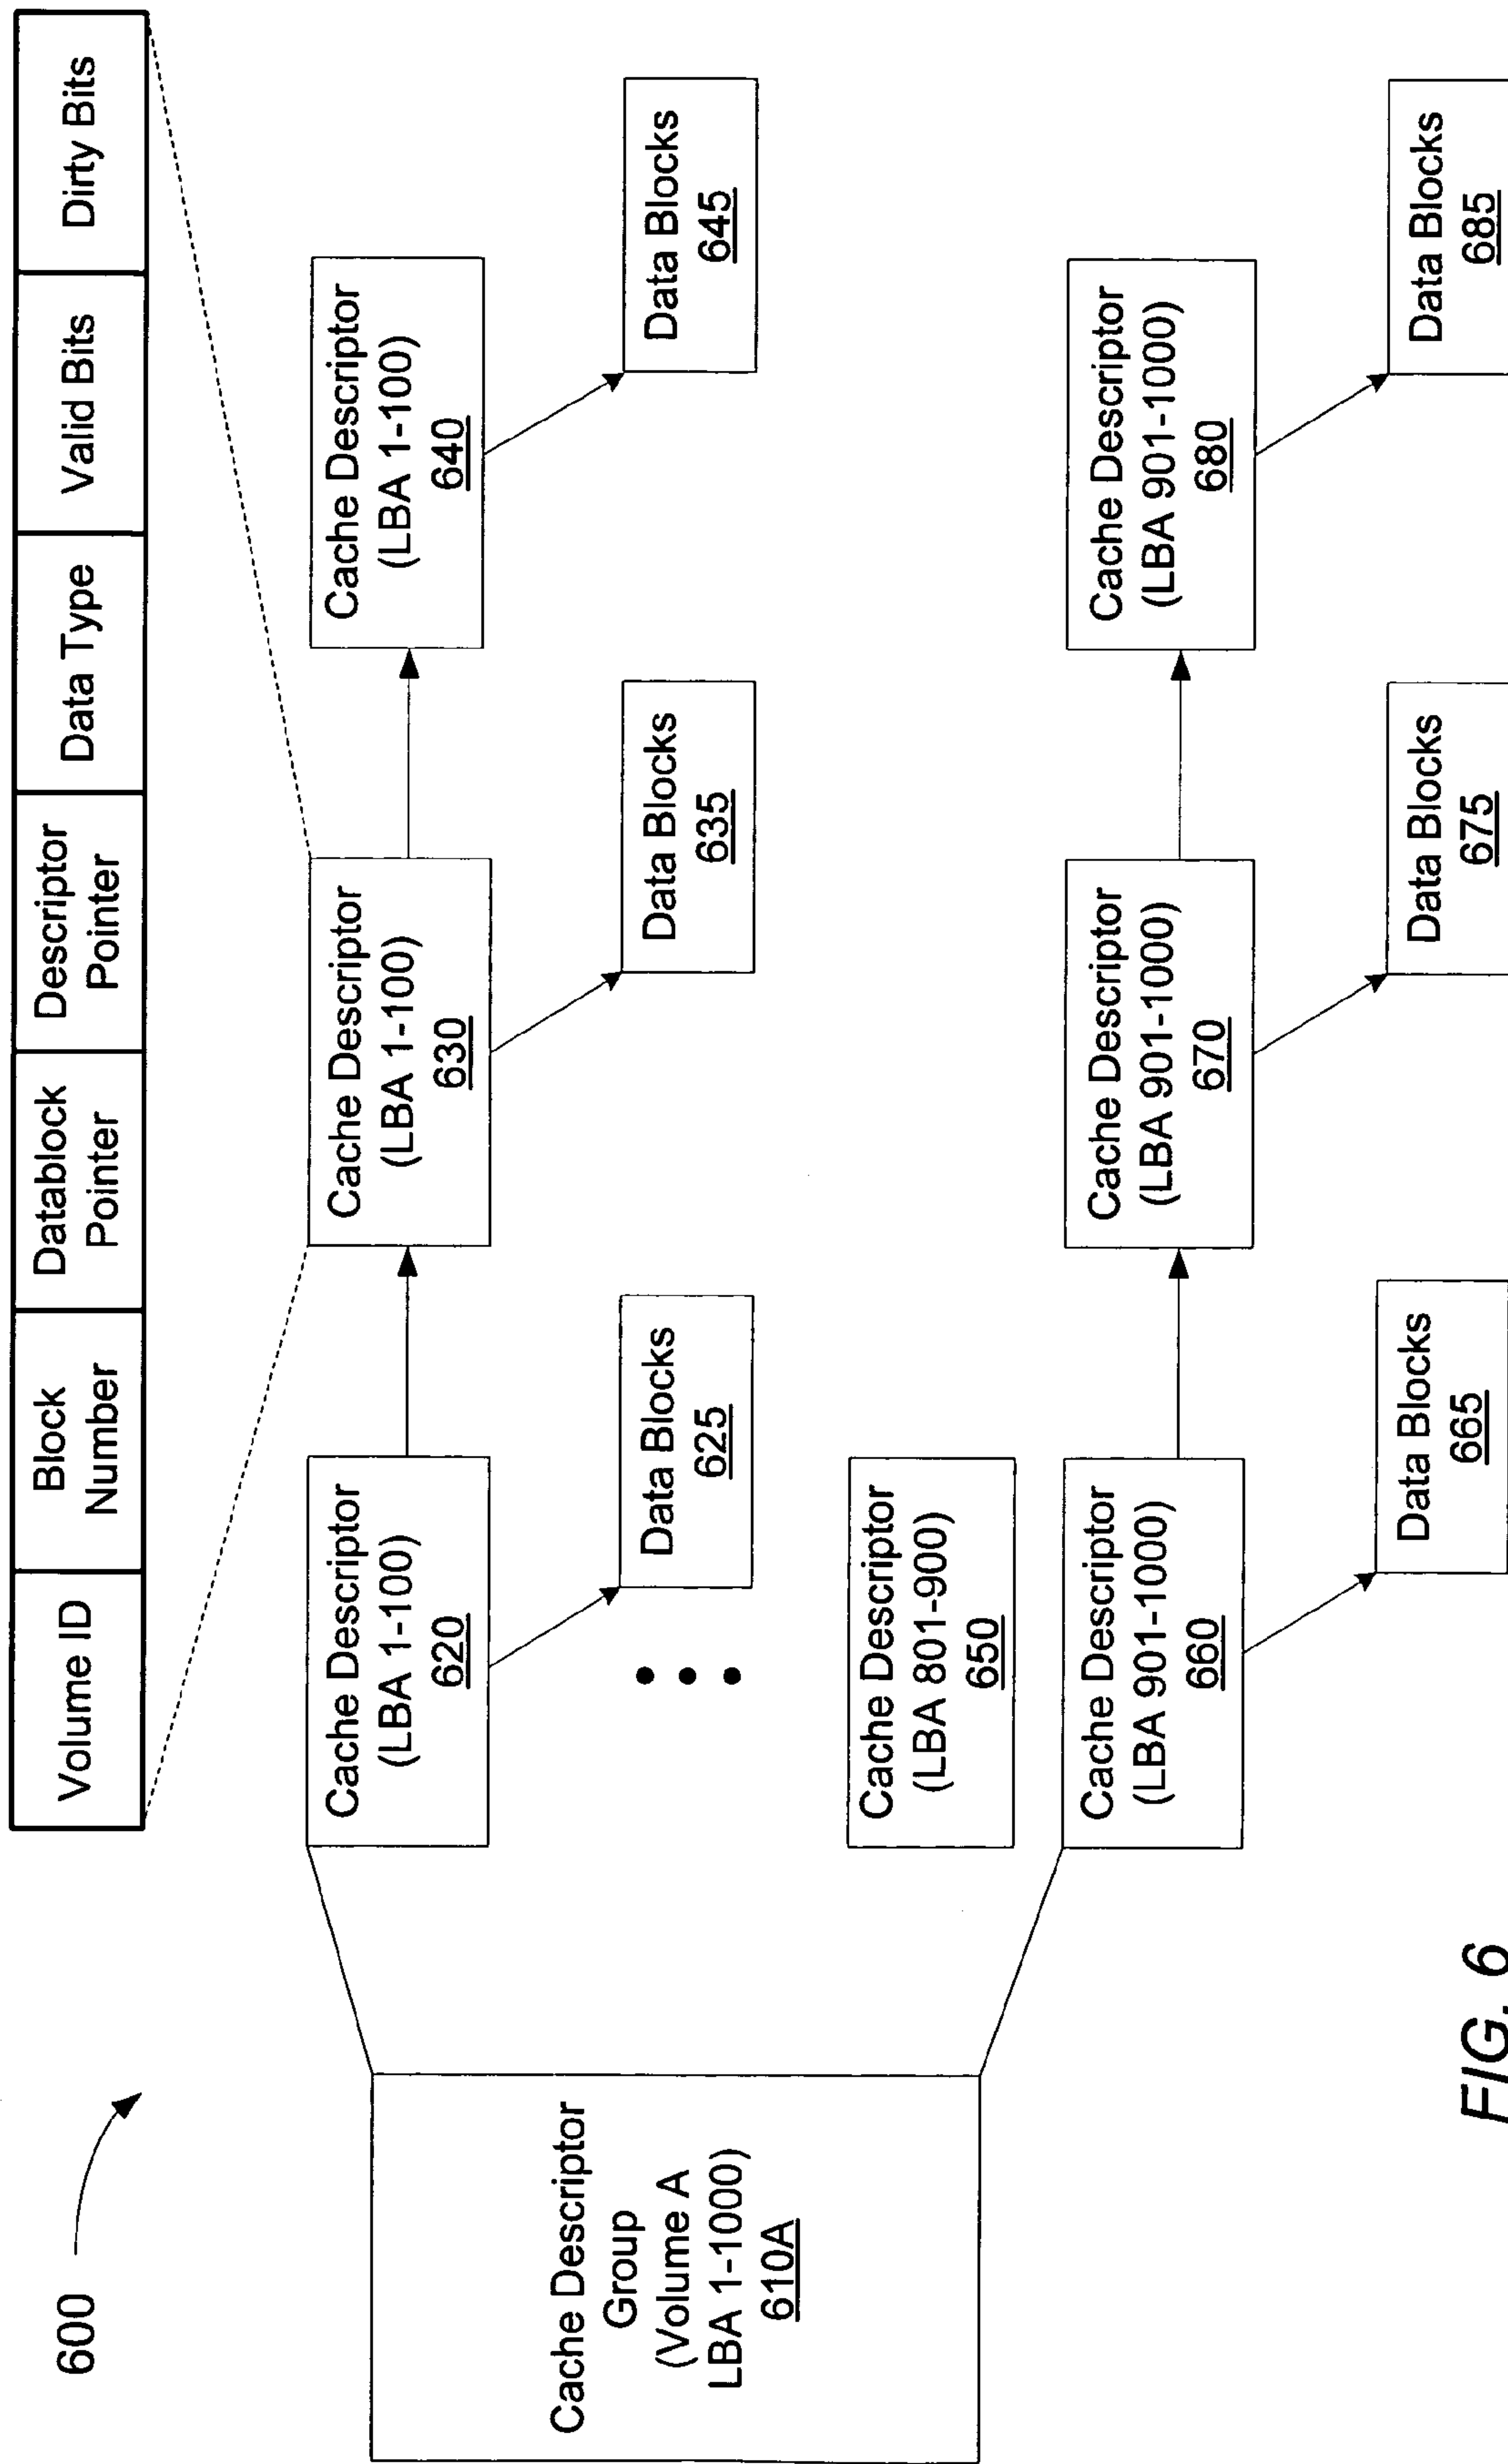 600
Volume ID
Block
Number
Datablock
Pointer
Descriptor
Pointer
Data Type
Valid Bits
Dirty Bits
Cache Descriptor
Group
(Volume A
LBA 1-1000)
610A
Cache Descriptor
(LBA 1-100)
620
Cache Descriptor
(LBA 1-100)
630
Cache Descriptor
(LBA 1-100)
640
Data Blocks
625
Data Blocks
635
Data Blocks
645
Cache Descriptor
(LBA 801-900)
650
Cache Descriptor
(LBA 901-1000)
660
Cache Descriptor
(LBA 901-1000)
670
Cache Descriptor
(LBA 901-1000)
680
Data Blocks
665
Data Blocks
675
Data Blocks
685
FIG. 6